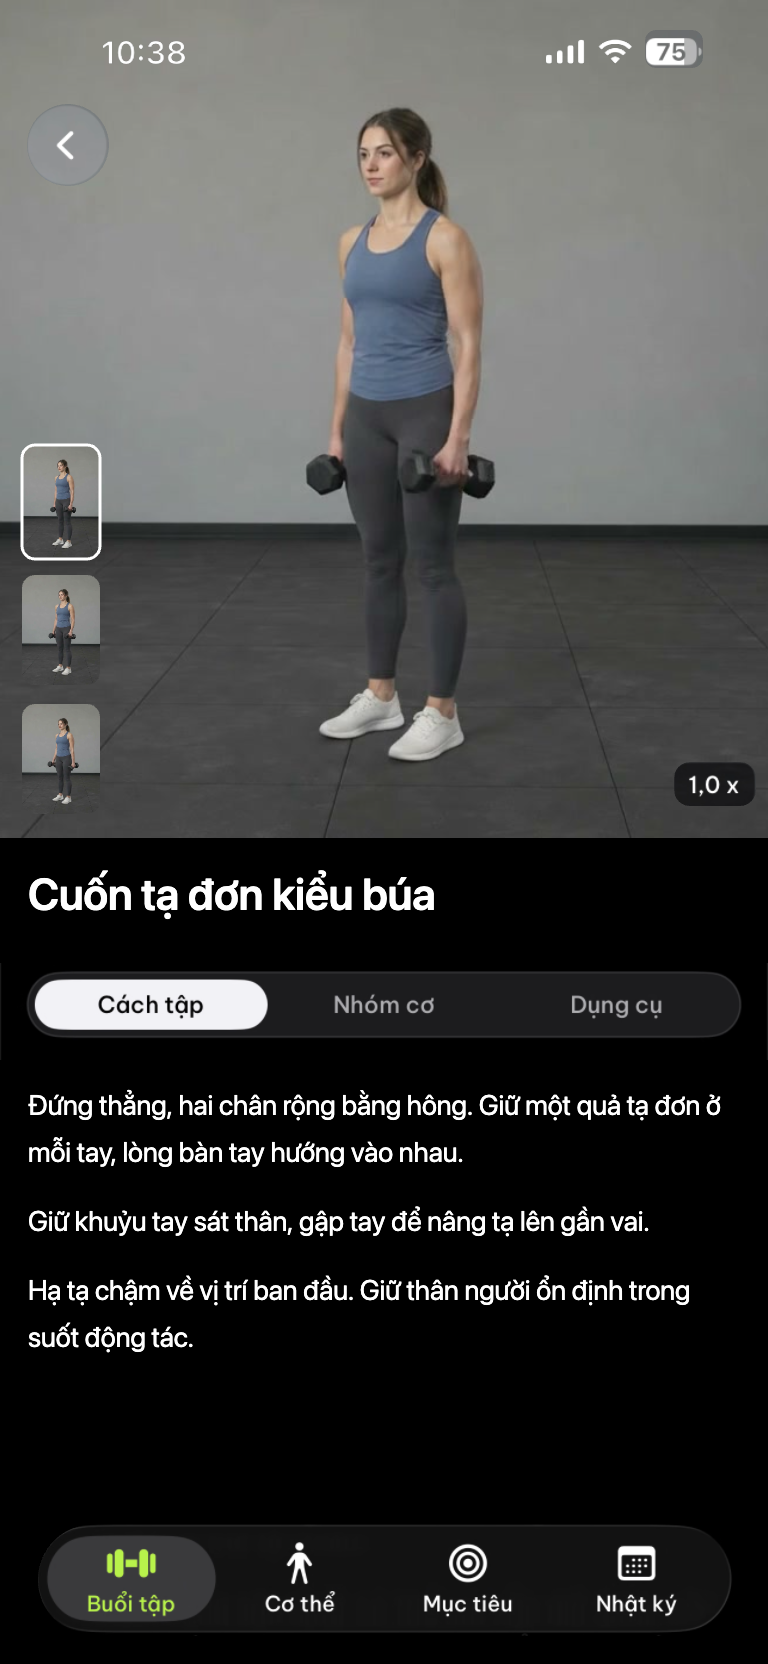 10:38
75
1,0 x
Cuốn tạ đơn kiểu búa
Cách tập
Nhóm cơ
Dụng cụ
Đứng thẳng, hai chân rộng bằng hông. Giữ một quả tạ đơn ở
mỗi tay, lòng bàn tay hướng vào nhau.
Giữ khuỷu tay sát thân, gập tay để nâng tạ lên gần vai.
Hạ tạ chậm về vị trí ban đầu. Giữ thân người ổn định trong
suốt động tác.
Buổi tập
Cơ thể
Mục tiêu
Nhật ký